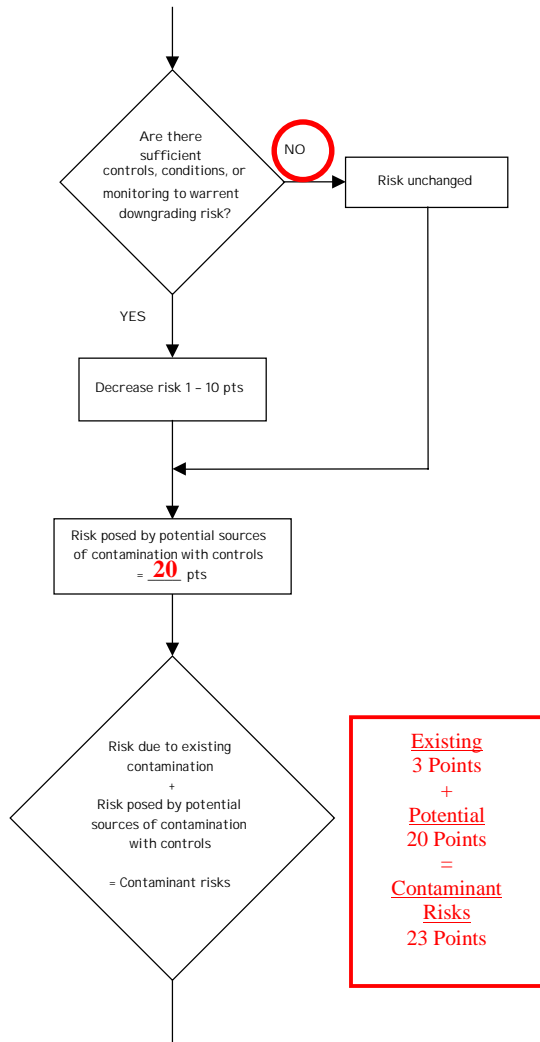 Are there
sufficient
controls, conditions, or
monitoring to warrent
downgrading risk?
NO
Risk unchanged
YES
Decrease risk 1 – 10 pts
Risk posed by potential sources
of contamination with controls
= 20 pts
Risk due to existing
contamination
+
Risk posed by potential
sources of contamination
with controls
= Contaminant risks
Existing
3 Points
+
Potential
20 Points
=
Contaminant
Risks
23 Points